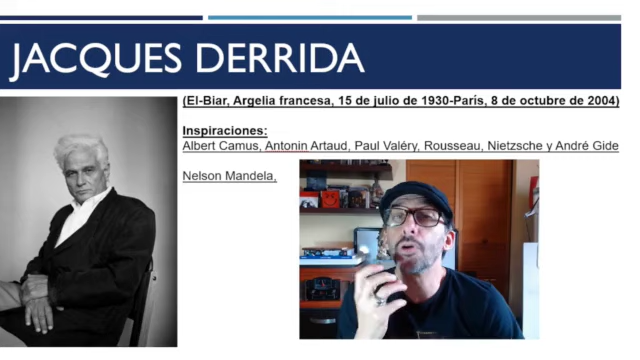 JACQUES DERRIDA
(El-Biar, Argelia francesa, 15 de julio de 1930-París, 8 de octubre de 2004)
Inspiraciones:
Albert Camus, Antonin Artaud, Paul Valéry, Rousseau, Nietzsche y André Gide
Nelson Mandela,